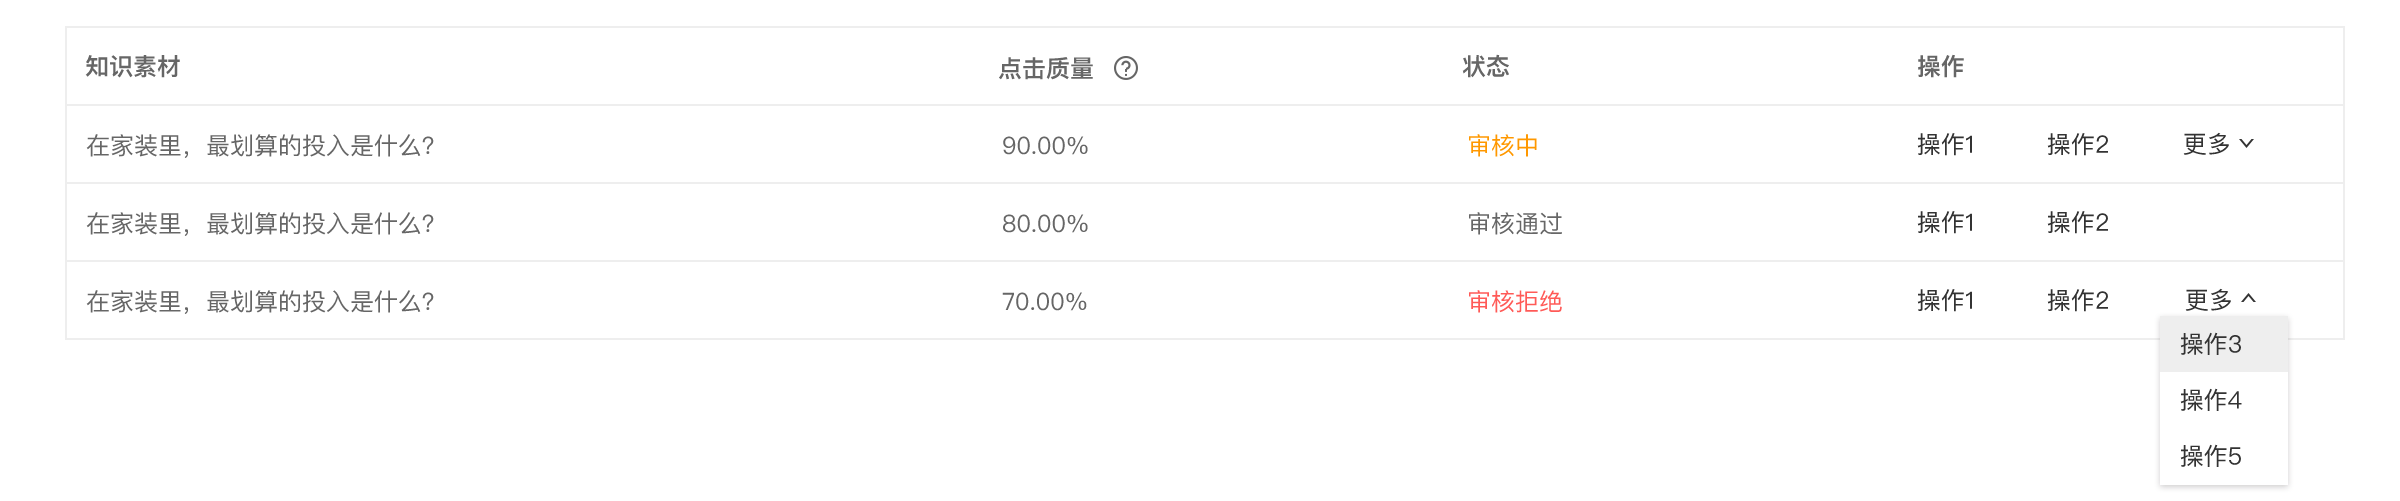 知识素材 点击质量 ? 状态 操作
在家装里，最划算的投入是什么? 90.00% 审核中 操作1 操作2 更多
在家装里，最划算的投入是什么? 80.00% 审核通过 操作1 操作2
在家装里，最划算的投入是什么? 70.00% 审核拒绝 操作1 操作2 更多
操作3
操作4
操作5